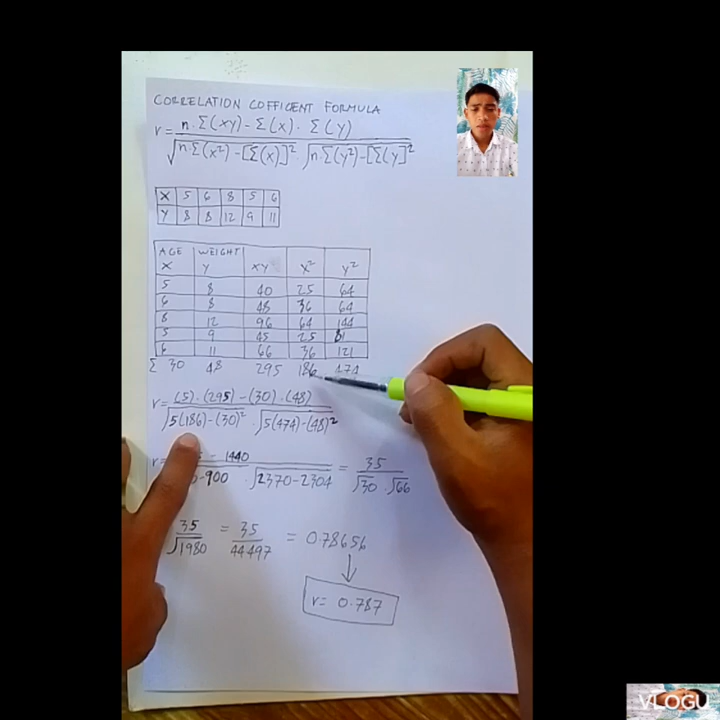 CORRELATION COFFICIENT FORMULA
r = n·Σ(XY) - Σ(X)· Σ(Y)
√n·Σ(X²)-[Σ(X)]² √n·Σ(Y²)-[Σ(Y]²
X 5 6 8 5 6
Y 8 8 12 9 11
AGE WEIGHT
X Y XY X² Y²
5 8 40 25 64
6 8 48 36 64
8 12 96 64 144
5 9 45 25 81
6 11 66 36 121
Σ 30 48 295 186 474
r = (5)·(295) - (30)·(48)
√5(186)-(30)² · √5(474)-(48)²
r - 1440
-900 · √2370-2304 = 35
√30 · √66
35 = 35 = 0.78656
√1980 44497
r= 0.787
VLOGU